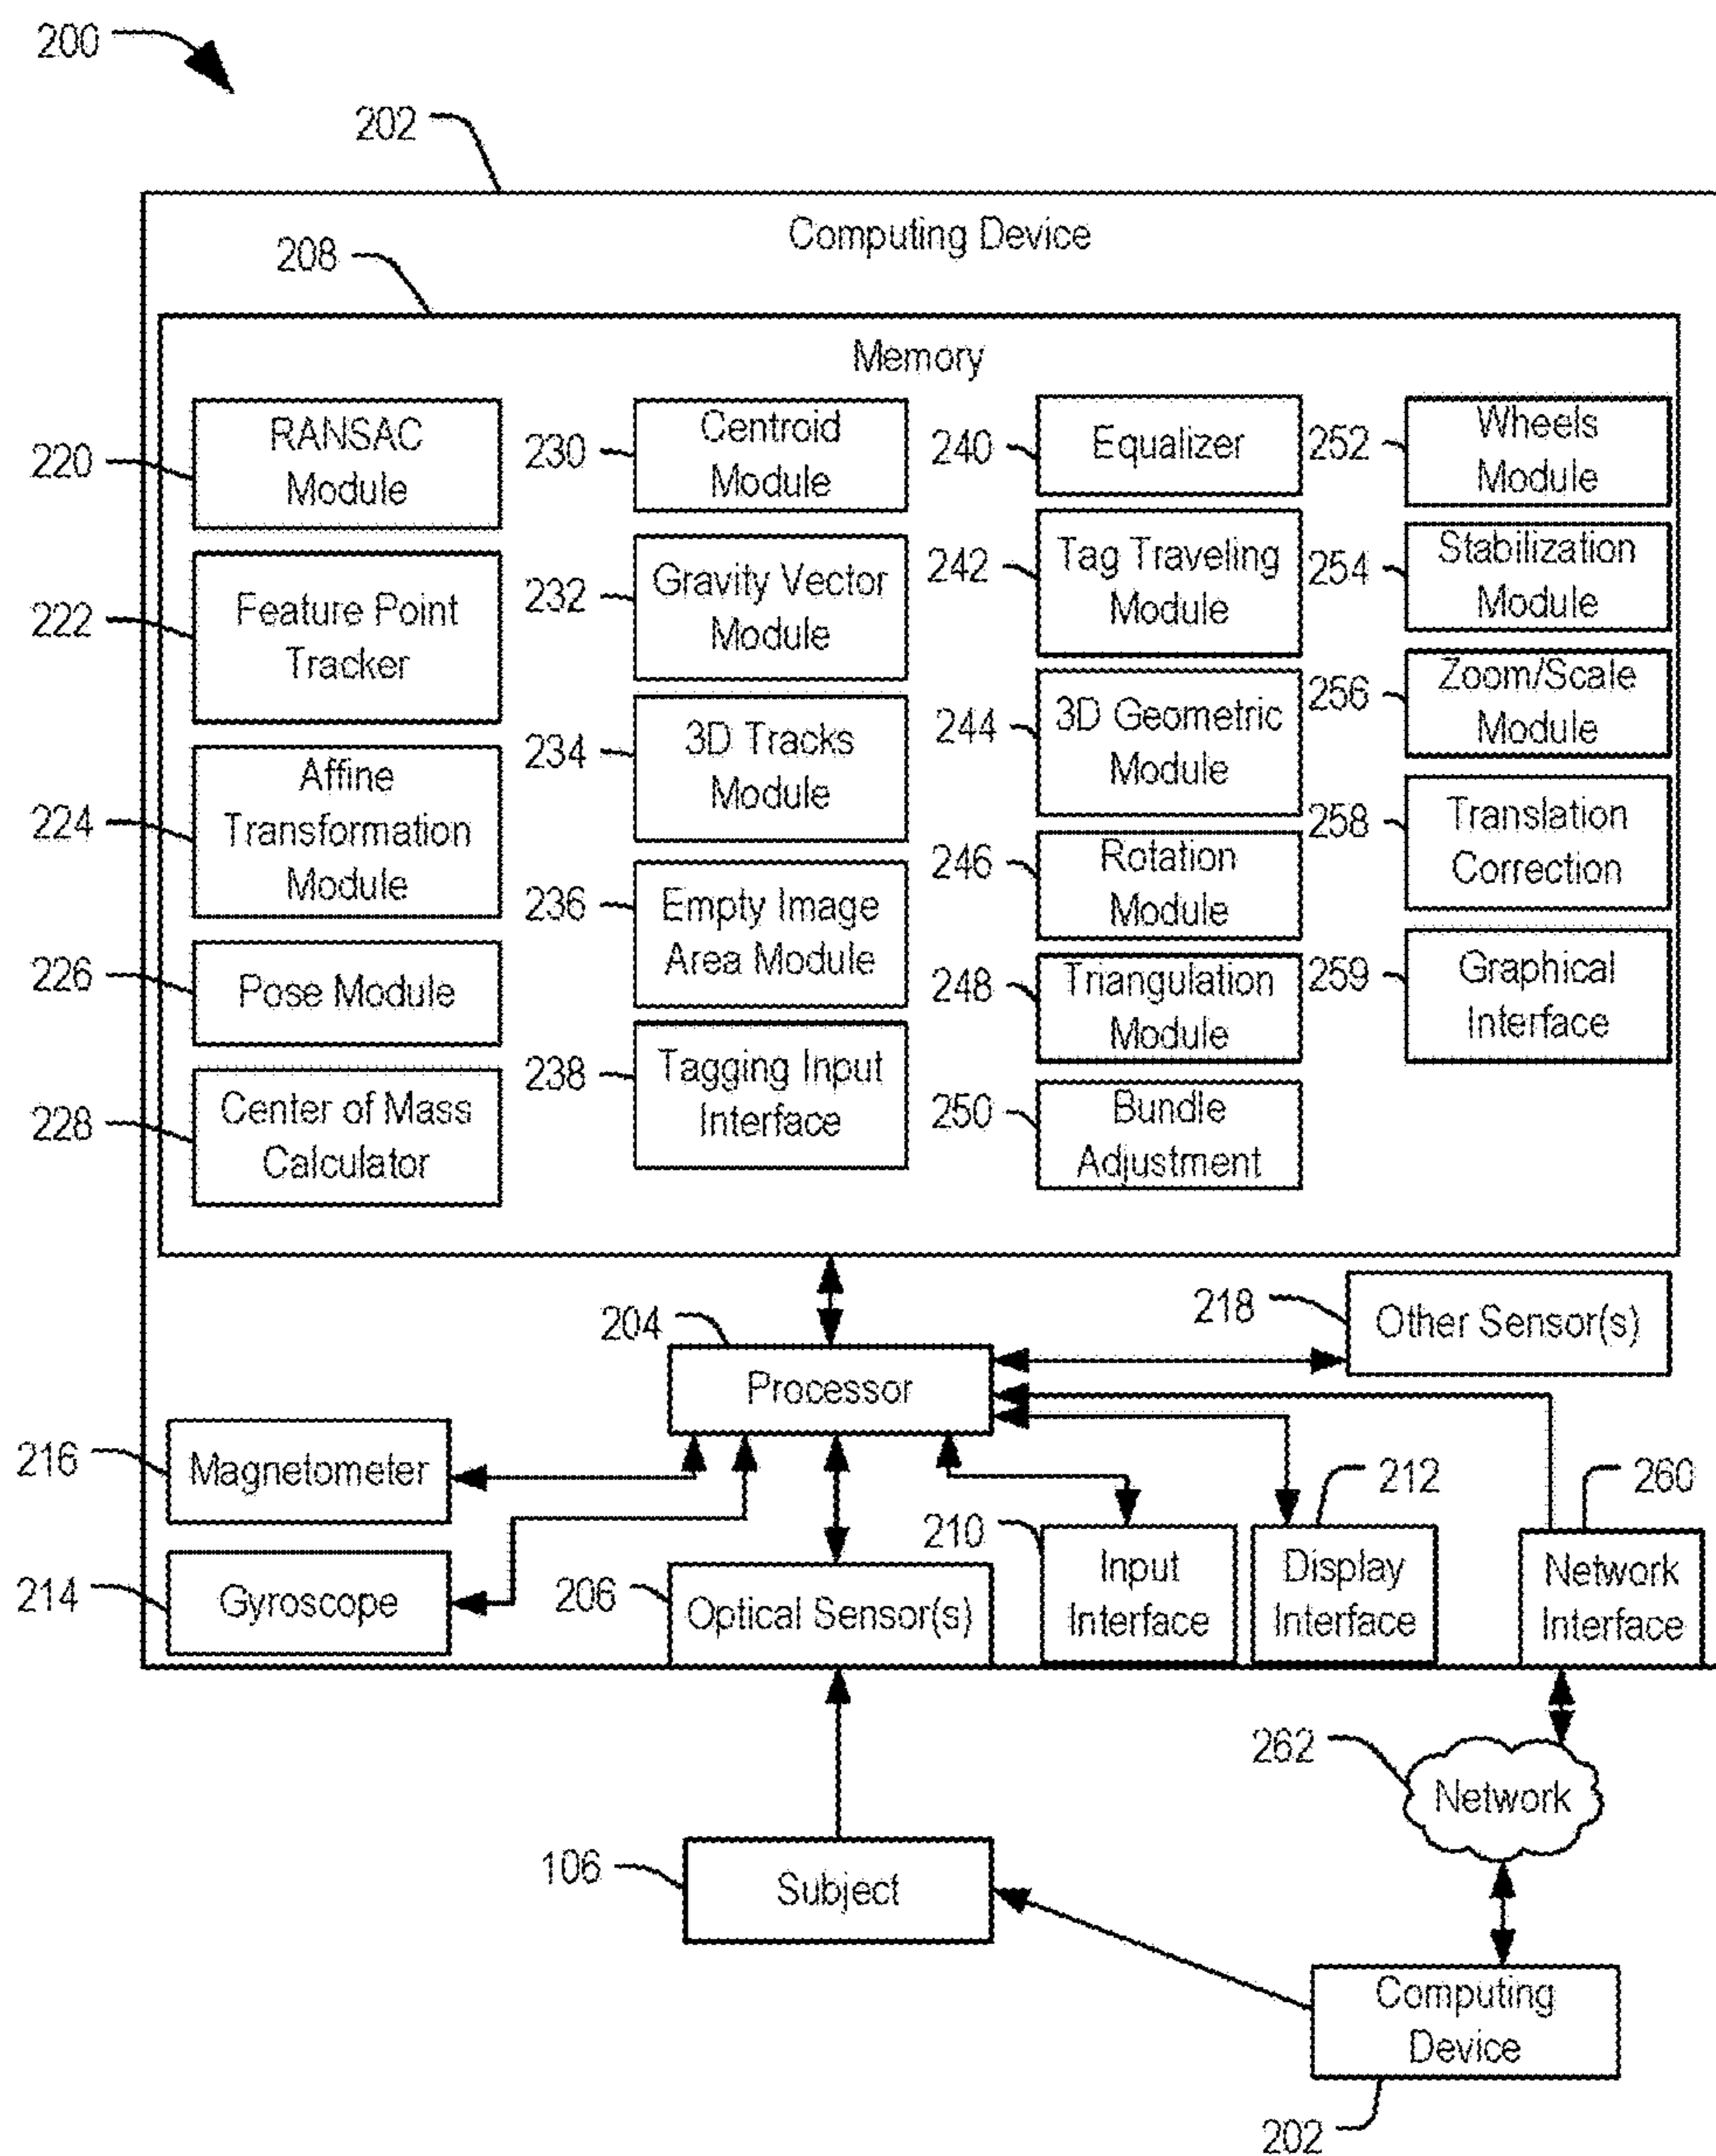 200
202
Computing Device
208
Memory
220
RANSAC
Module
222
Feature Point
Tracker
224
Affine
Transformation
Module
226
Pose Module
228
Center of Mass
Calculator
230
Centroid
Module
232
Gravity Vector
Module
234
3D Tracks
Module
236
Empty Image
Area Module
238
Tagging Input
Interface
240
Equalizer
242
Tag Traveling
Module
244
3D Geometric
Module
246
Rotation
Module
248
Triangulation
Module
250
Bundle
Adjustment
252
Wheels
Module
254
Stabilization
Module
256
Zoom/Scale
Module
258
Translation
Correction
259
Graphical
Interface
204
Processor
218
Other Sensor(s)
216
Magnetometer
214
Gyroscope
206
Optical Sensor(s)
210
Input
Interface
212
Display
Interface
260
Network
Interface
262
Network
106
Subject
Computing
Device
202